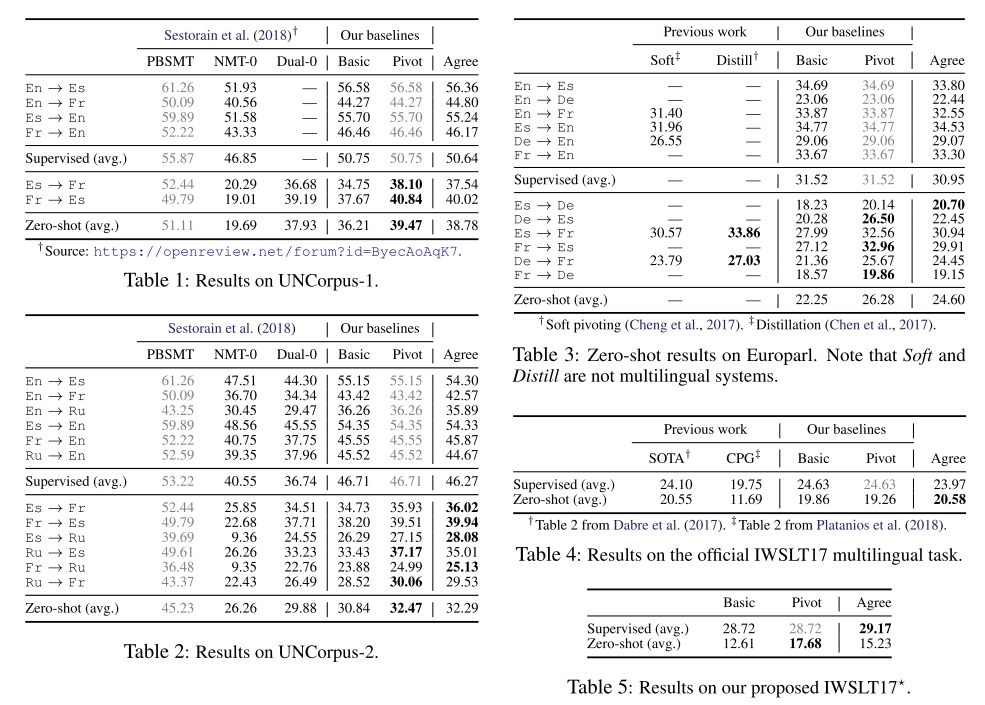 Sestorain et al. (2018)† | Our baselines |
PBSMT NMT-0 Dual-0 | Basic Pivot | Agree
En → Es 61.26 51.93 — 56.58 56.58 56.36
En → Fr 50.09 40.56 — 44.27 44.27 44.80
Es → En 59.89 51.58 — 55.70 55.70 55.24
Fr → En 52.22 43.33 — 46.46 46.46 46.17
Supervised (avg.) 55.87 46.85 — 50.75 50.75 50.64
Es → Fr 52.44 20.29 36.68 34.75 38.10 37.54
Fr → Es 49.79 19.01 39.19 37.67 40.84 40.02
Zero-shot (avg.) 51.11 19.69 37.93 36.21 39.47 38.78
†Source: https://openreview.net/forum?id=ByecAoAqK7.
Table 1: Results on UNCorpus-1.
Sestorain et al. (2018) | Our baselines |
PBSMT NMT-0 Dual-0 | Basic Pivot | Agree
En → Es 61.26 47.51 44.30 55.15 55.15 54.30
En → Fr 50.09 36.70 34.34 43.42 43.42 42.57
En → Ru 43.25 30.45 29.47 36.26 36.26 35.89
Es → En 59.89 48.56 45.55 54.35 54.35 54.33
Fr → En 52.22 40.75 37.75 45.55 45.55 45.87
Ru → En 52.59 39.35 37.96 45.52 45.52 44.67
Supervised (avg.) 53.22 40.55 36.74 46.71 46.71 46.27
Es → Fr 52.44 25.85 34.51 34.73 35.93 36.02
Fr → Es 49.79 22.68 37.71 38.20 39.51 39.94
Es → Ru 39.69 9.36 24.55 26.29 27.15 28.08
Ru → Es 49.61 26.26 33.23 33.43 37.17 35.01
Fr → Ru 36.48 9.35 22.76 23.88 24.99 25.13
Ru → Fr 43.37 22.43 26.49 28.52 30.06 29.53
Zero-shot (avg.) 45.23 26.26 29.88 30.84 32.47 32.29
Table 2: Results on UNCorpus-2.
Previous work | Our baselines |
Soft‡ Distill† | Basic Pivot | Agree
En → Es — — 34.69 34.69 33.80
En → De — — 23.06 23.06 22.44
En → Fr 31.40 — 33.87 33.87 32.55
Es → En 31.96 — 34.77 34.77 34.53
De → En 26.55 — 29.06 29.06 29.07
Fr → En — — 33.67 33.67 33.30
Supervised (avg.) — — 31.52 31.52 30.95
Es → De — — 18.23 20.14 20.70
De → Es — — 20.28 26.50 22.45
Es → Fr 30.57 33.86 27.99 32.56 30.94
Fr → Es — — 27.12 32.96 29.91
De → Fr 23.79 27.03 21.36 25.67 24.45
Fr → De — — 18.57 19.86 19.15
Zero-shot (avg.) — — 22.25 26.28 24.60
†Soft pivoting (Cheng et al., 2017). ‡Distillation (Chen et al., 2017).
Table 3: Zero-shot results on Europarl. Note that Soft and
Distill are not multilingual systems.
Previous work | Our baselines |
SOTA† CPG‡ | Basic Pivot | Agree
Supervised (avg.) 24.10 19.75 24.63 24.63 23.97
Zero-shot (avg.) 20.55 11.69 19.86 19.26 20.58
†Table 2 from Dabre et al. (2017). ‡Table 2 from Platanios et al. (2018).
Table 4: Results on the official IWSLT17 multilingual task.
Basic Pivot Agree
Supervised (avg.) 28.72 28.72 29.17
Zero-shot (avg.) 12.61 17.68 15.23
Table 5: Results on our proposed IWSLT17⋆.